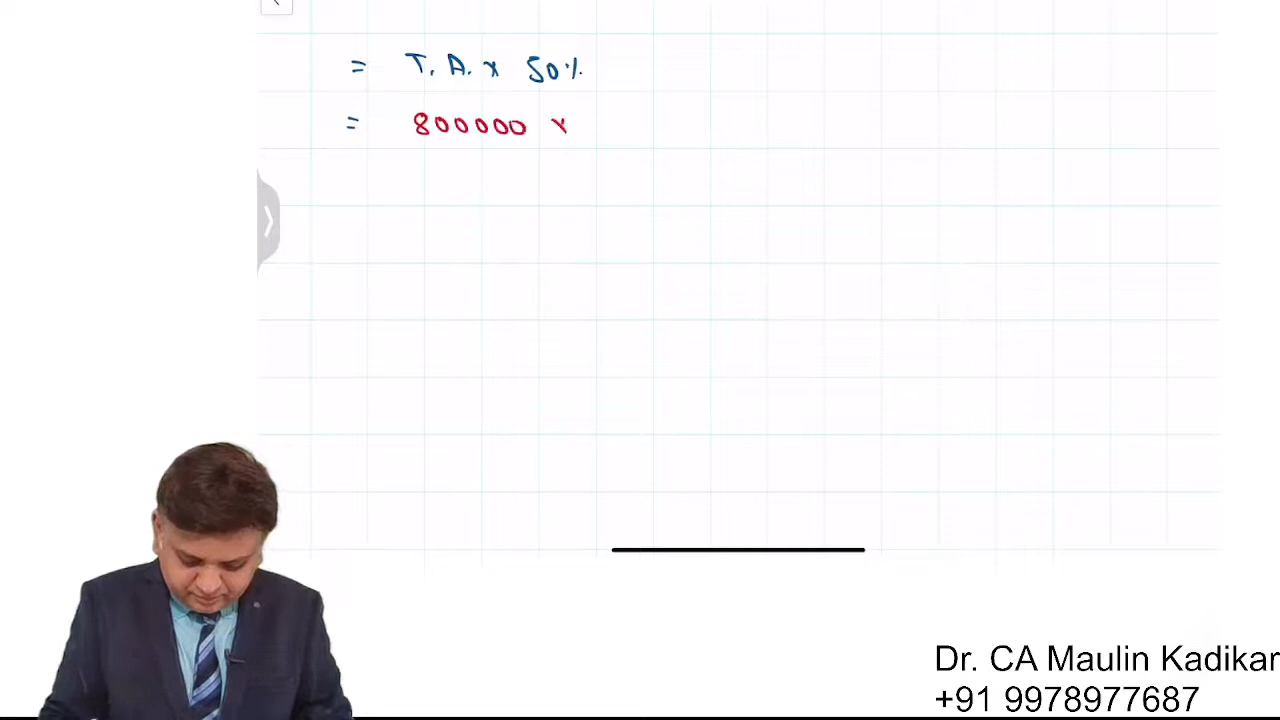 = T. A. x 50%
= 800000 x
Dr. CA Maulin Kadikar
+91 9978977687